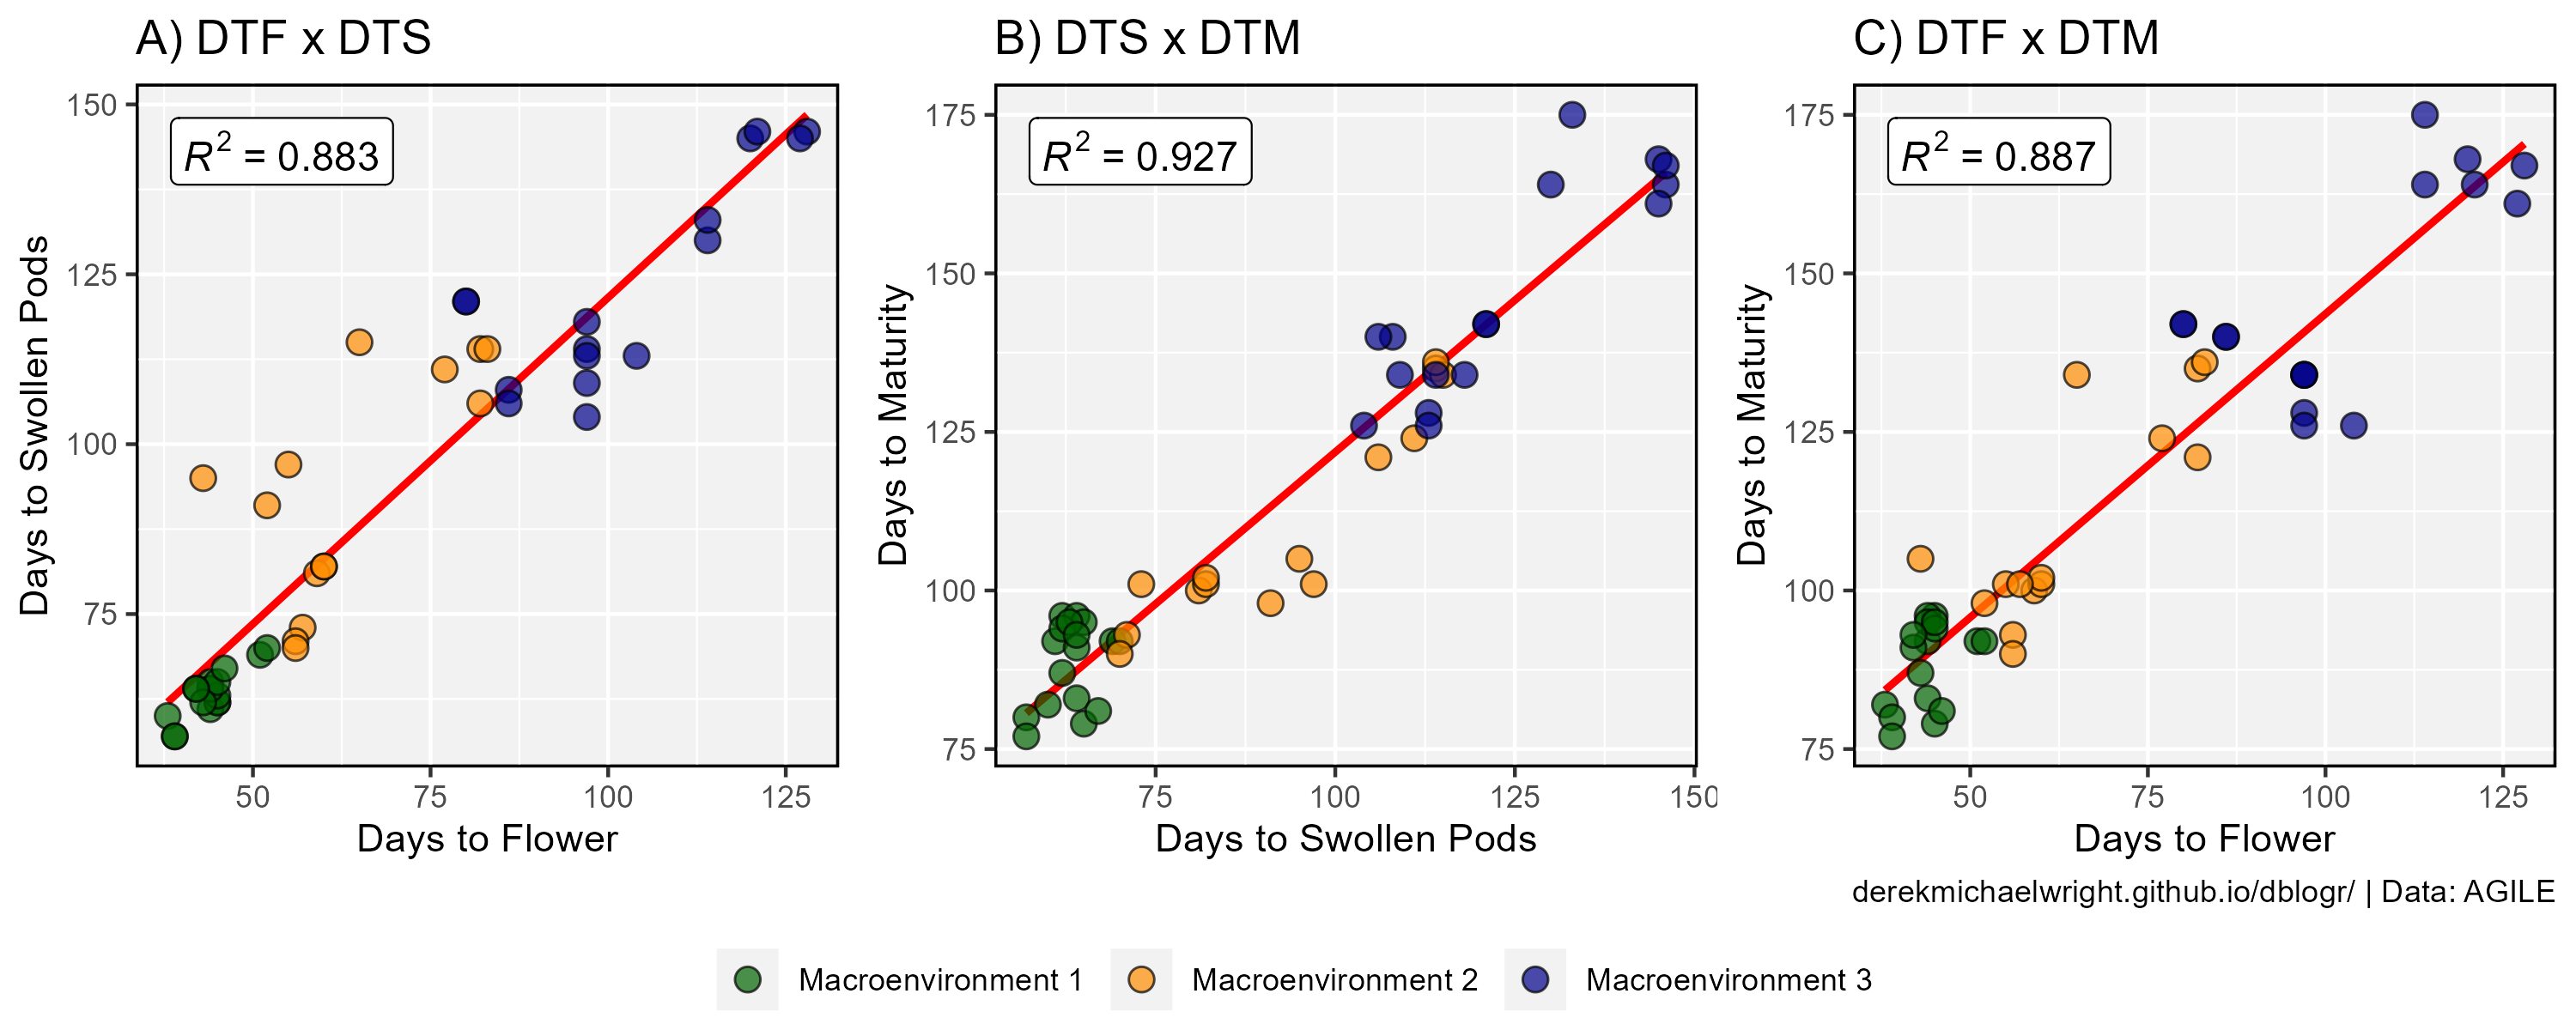 A) DTF x DTS
R² = 0.883
150
125
100
75
Days to Swollen Pods
50 75 100 125
Days to Flower
B) DTS x DTM
R² = 0.927
175
150
125
100
75
Days to Maturity
75 100 125 150
Days to Swollen Pods
C) DTF x DTM
R² = 0.887
175
150
125
100
75
Days to Maturity
50 75 100 125
Days to Flower
derekmichaelwright.github.io/dblogr/ | Data: AGILE
Macroenvironment 1 Macroenvironment 2 Macroenvironment 3